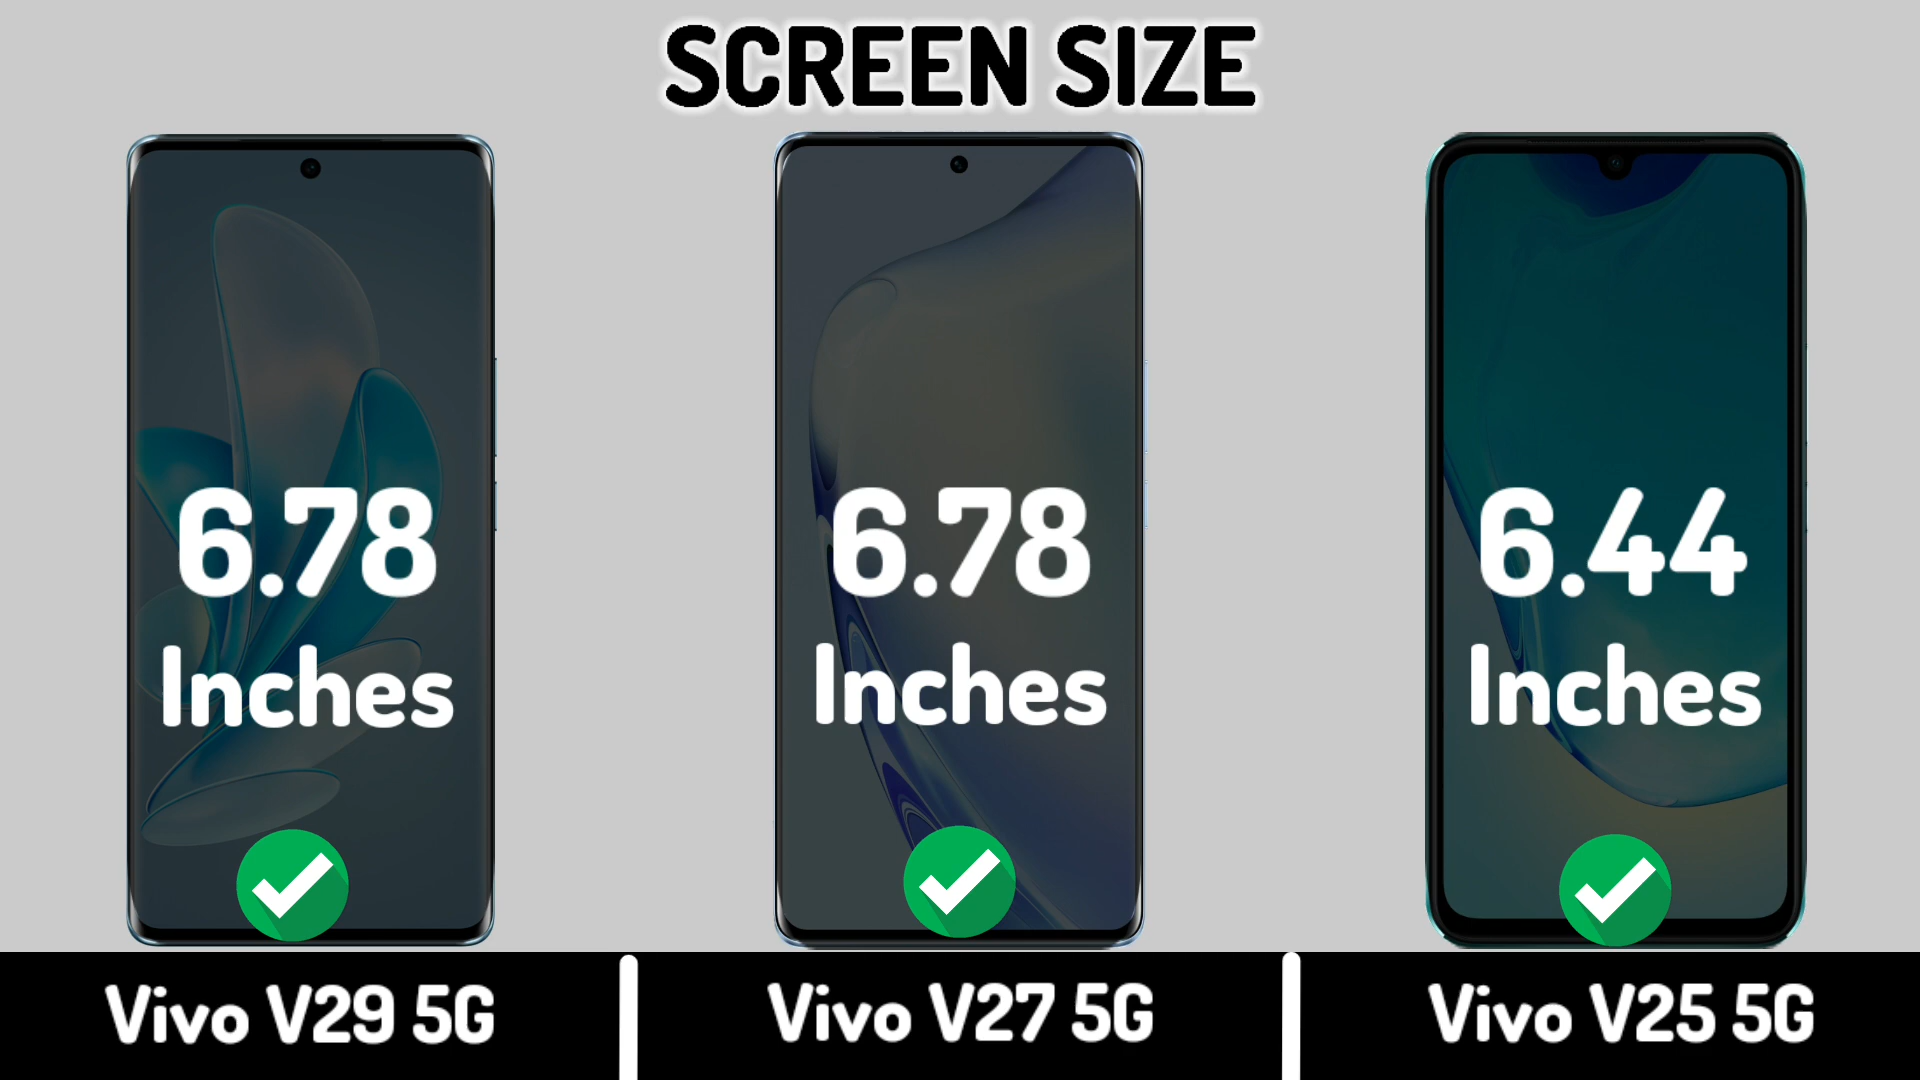 SCREEN SIZE
6.78
Inches
6.78
Inches
6.44
Inches
Vivo V29 5G
Vivo V27 5G
Vivo V25 5G